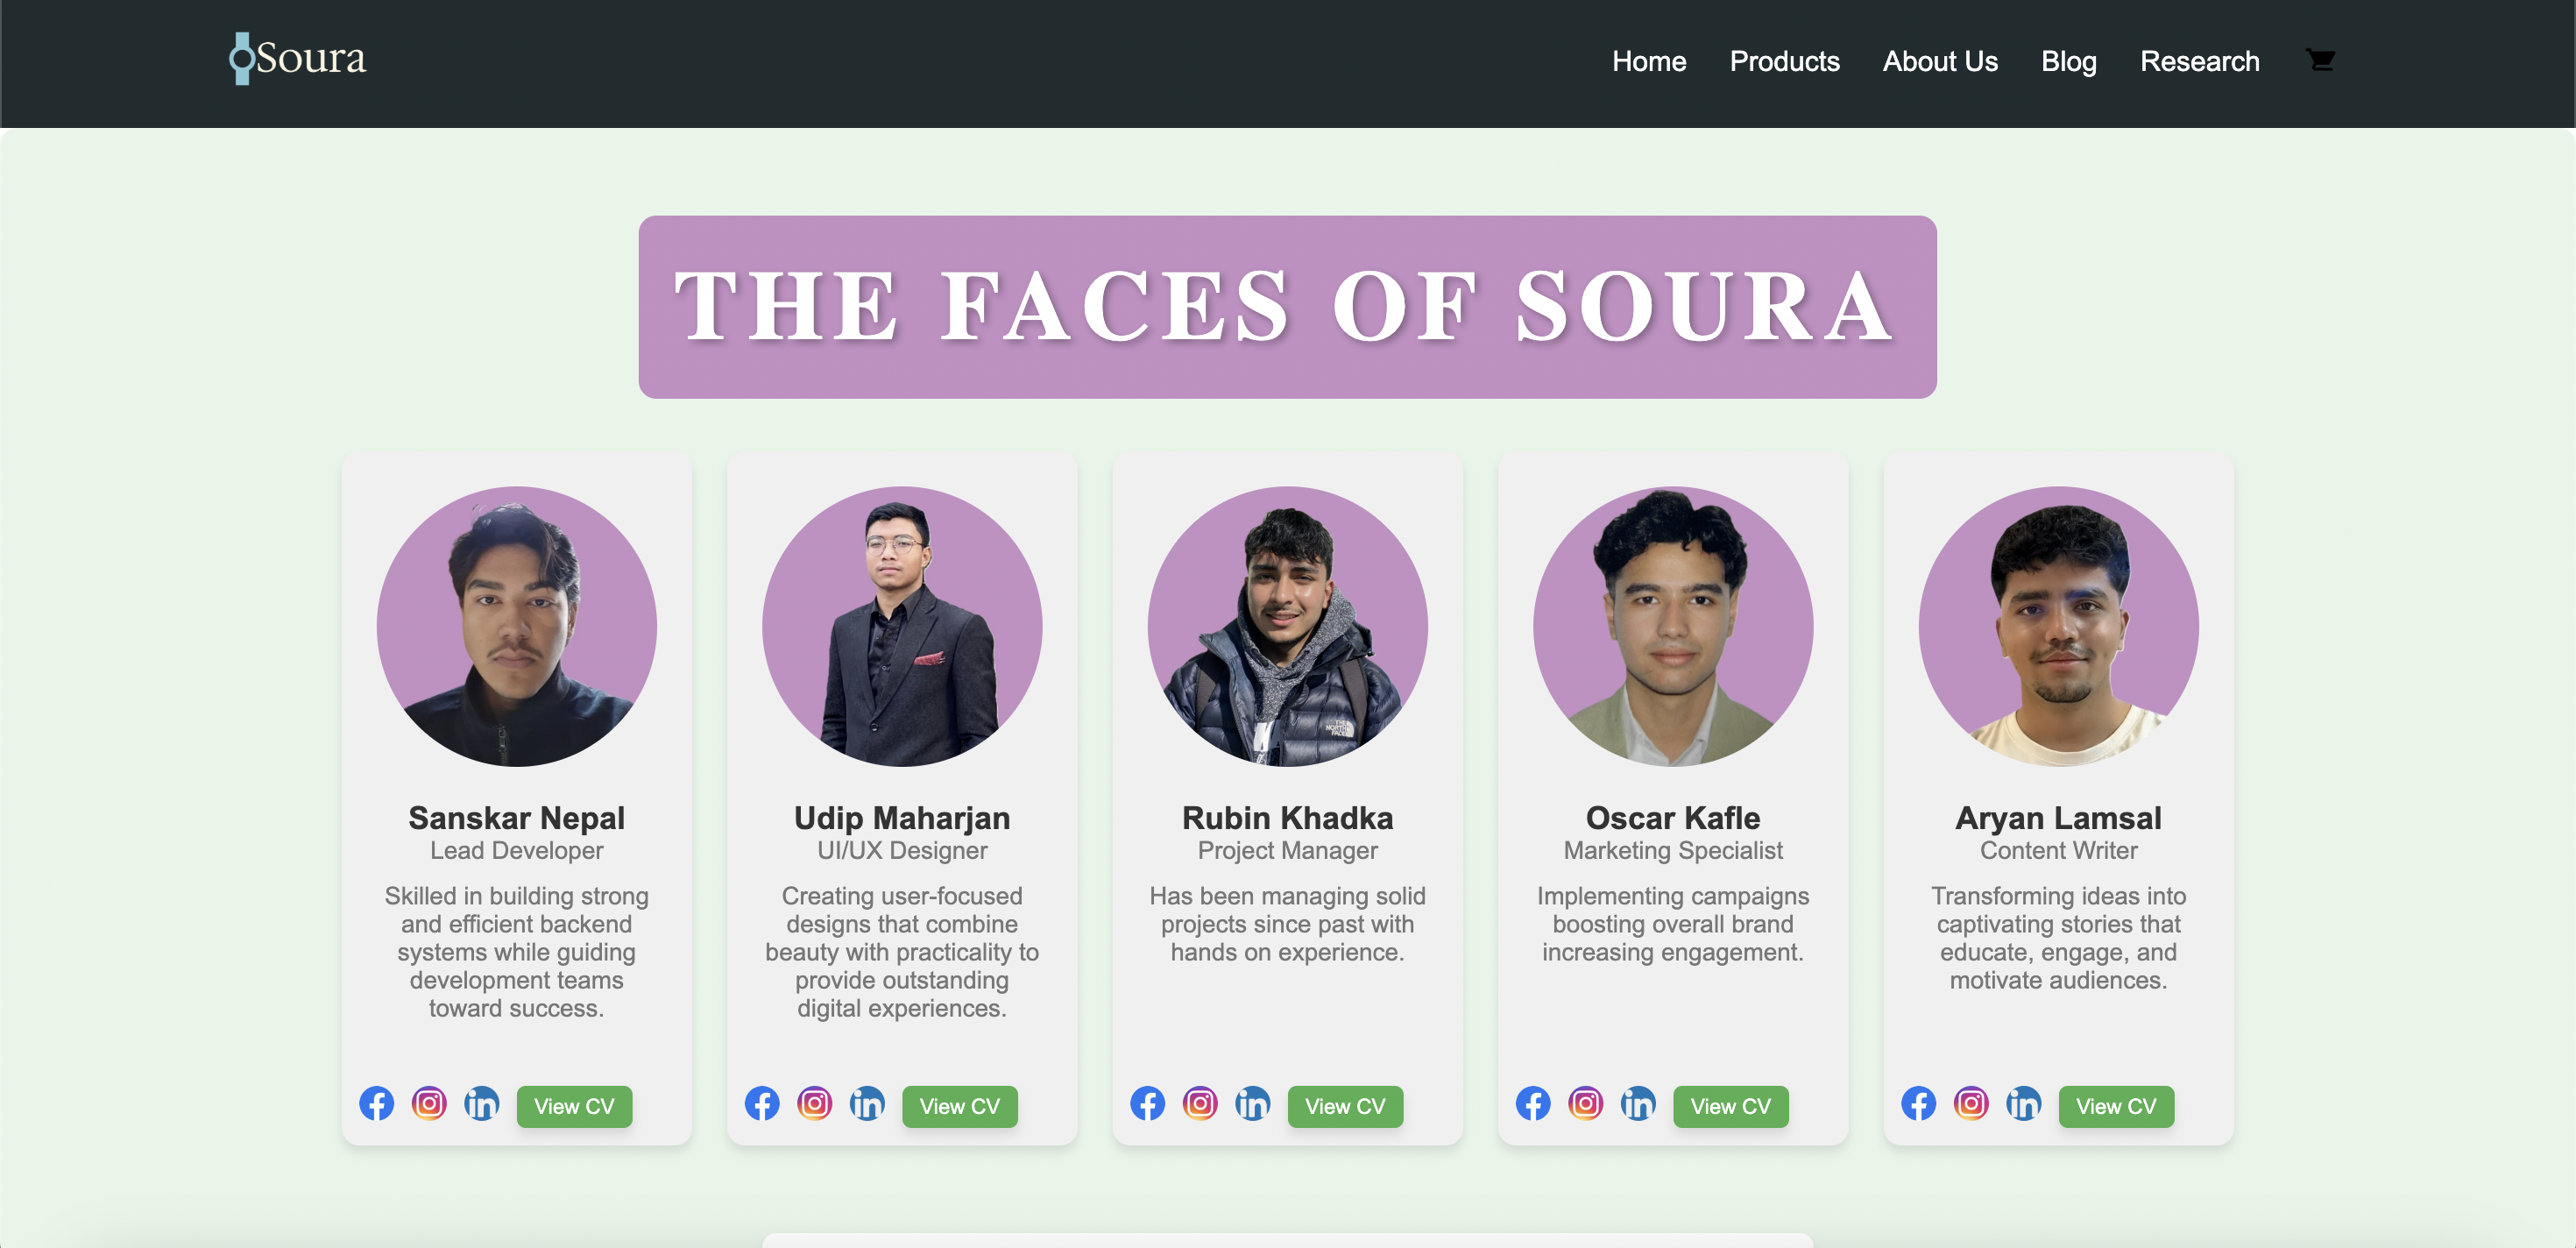 Soura
Home Products About Us Blog Research
THE FACES OF SOURA
Sanskar Nepal
Lead Developer
Skilled in building strong
and efficient backend
systems while guiding
development teams
toward success.
View CV
Udip Maharjan
UI/UX Designer
Creating user-focused
designs that combine
beauty with practicality to
provide outstanding
digital experiences.
View CV
THE
NORTH
FACE
Rubin Khadka
Project Manager
Has been managing solid
projects since past with
hands on experience.
View CV
Oscar Kafle
Marketing Specialist
Implementing campaigns
boosting overall brand
increasing engagement.
View CV
Aryan Lamsal
Content Writer
Transforming ideas into
captivating stories that
educate, engage, and
motivate audiences.
View CV